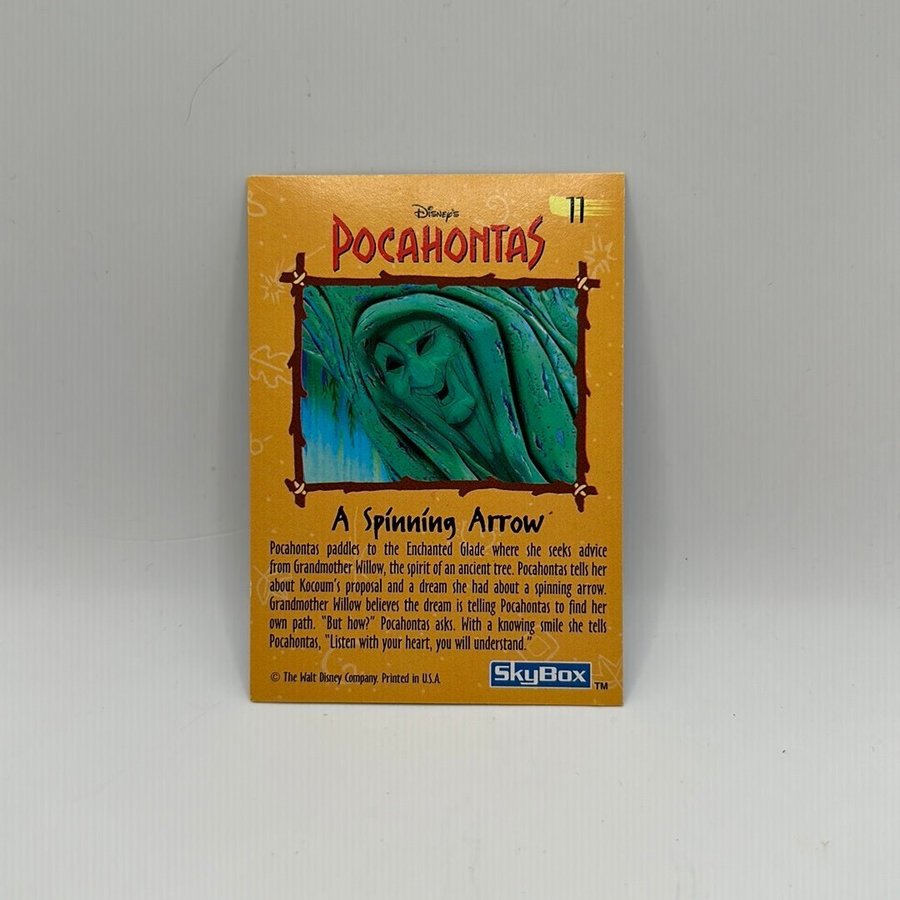 Disney's
11
POCAHONTAS
A Spinning Arrow
Pocahontas paddles to the Enchanted Glade where she seeks advice
from Grandmother Willow, the spirit of an ancient tree. Pocahontas tells her
about Kocoum's proposal and a dream she had about a spinning arrow.
Grandmother Willow believes the dream is telling Pocahontas to find her
own path. "But how?" Pocahontas asks. With a knowing smile she tells
Pocahontas, "Listen with your heart, you will understand."
© The Walt Disney Company. Printed in U.S.A.
SkyBox TM